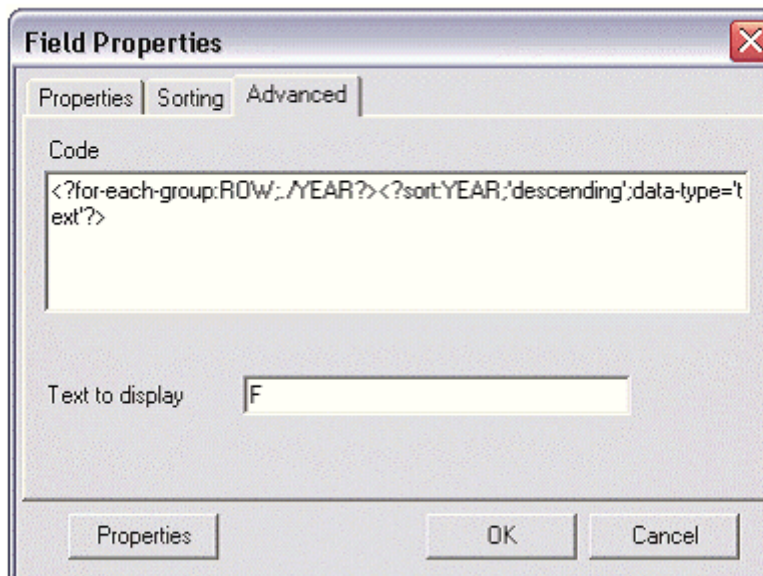 Field Properties
Properties Sorting Advanced
Code
<?for-each-group:ROW;./YEAR?><?sort:YEAR;'descending';data-type='t
ext'?>
Text to display F
Properties OK Cancel